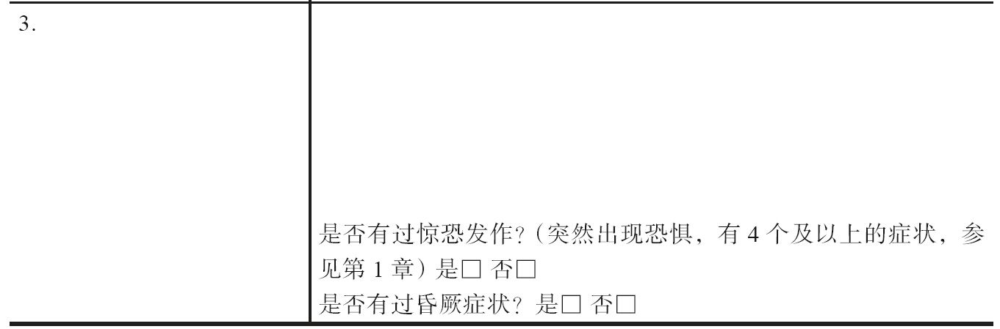 3.
是否有过惊恐发作?(突然出现恐惧，有 4 个及以上的症状，参
见第 1 章）是□ 否□
是否有过昏厥症状？是□ 否□